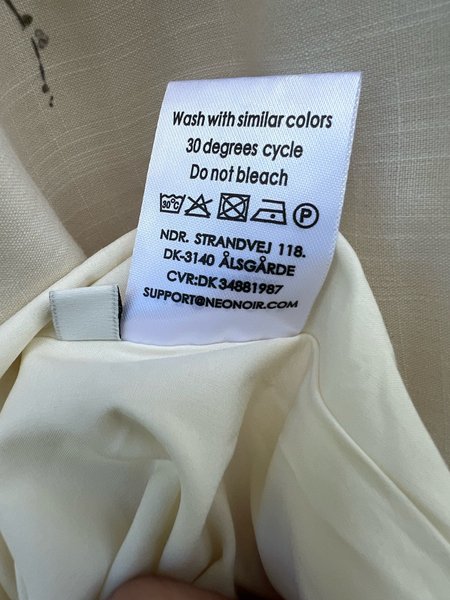 Wash with similar colors
30 degrees cycle
Do not bleach
30°C P
NDR. STRANDVEJ 118.
DK-3140 ÅLSGÅRDE
CVR:DK 34881987
SUPPORT@NEONOIR.COM